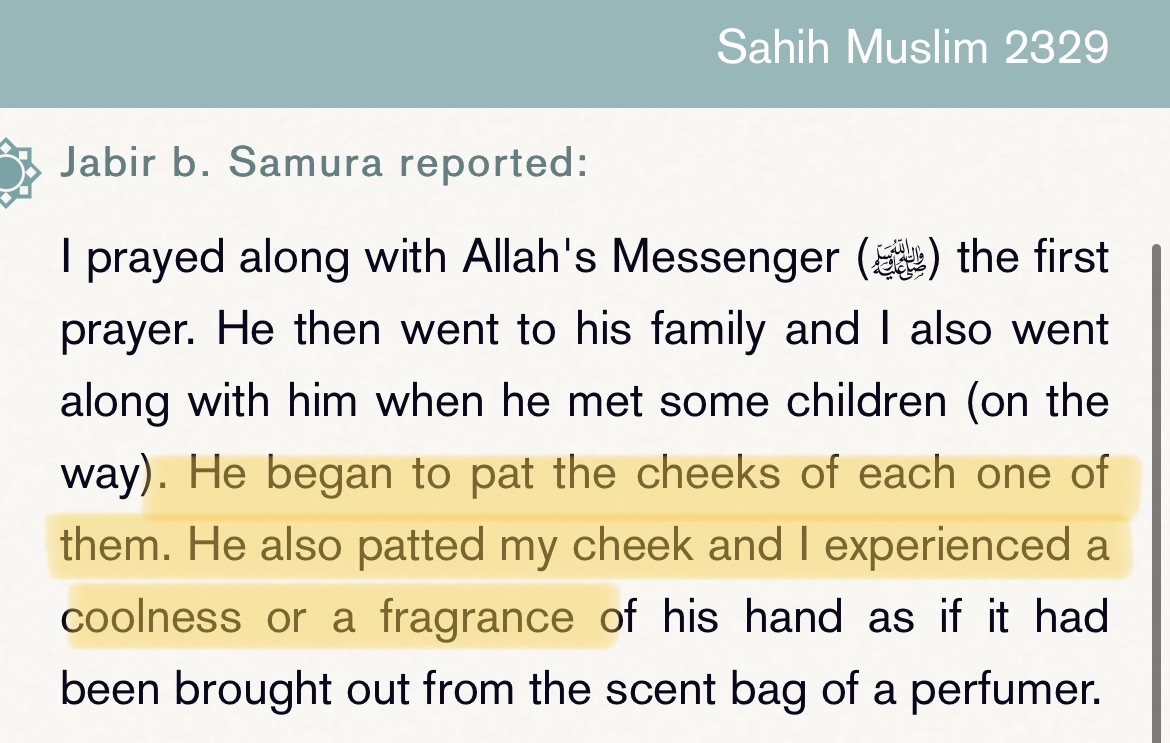 Sahih Muslim 2329
Jabir b. Samura reported:
I prayed along with Allah's Messenger (ﷺ) the first
prayer. He then went to his family and I also went
along with him when he met some children (on the
way). He began to pat the cheeks of each one of
them. He also patted my cheek and I experienced a
coolness or a fragrance of his hand as if it had
been brought out from the scent bag of a perfumer.